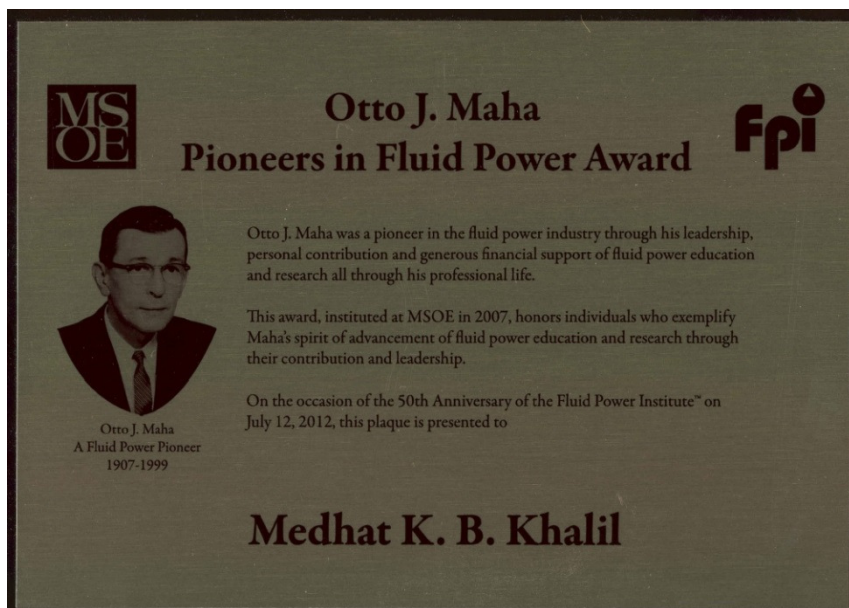 MS
OE
Otto J. Maha
Pioneers in Fluid Power Award
Fpi
Otto J. Maha was a pioneer in the fluid power industry through his leadership,
personal contribution and generous financial support of fluid power education
and research all through his professional life.
This award, instituted at MSOE in 2007, honors individuals who exemplify
Maha's spirit of advancement of fluid power education and research through
their contribution and leadership.
On the occasion of the 50th Anniversary of the Fluid Power Institute™ on
July 12, 2012, this plaque is presented to
Otto J. Maha
A Fluid Power Pioneer
1907-1999
Medhat K. B. Khalil